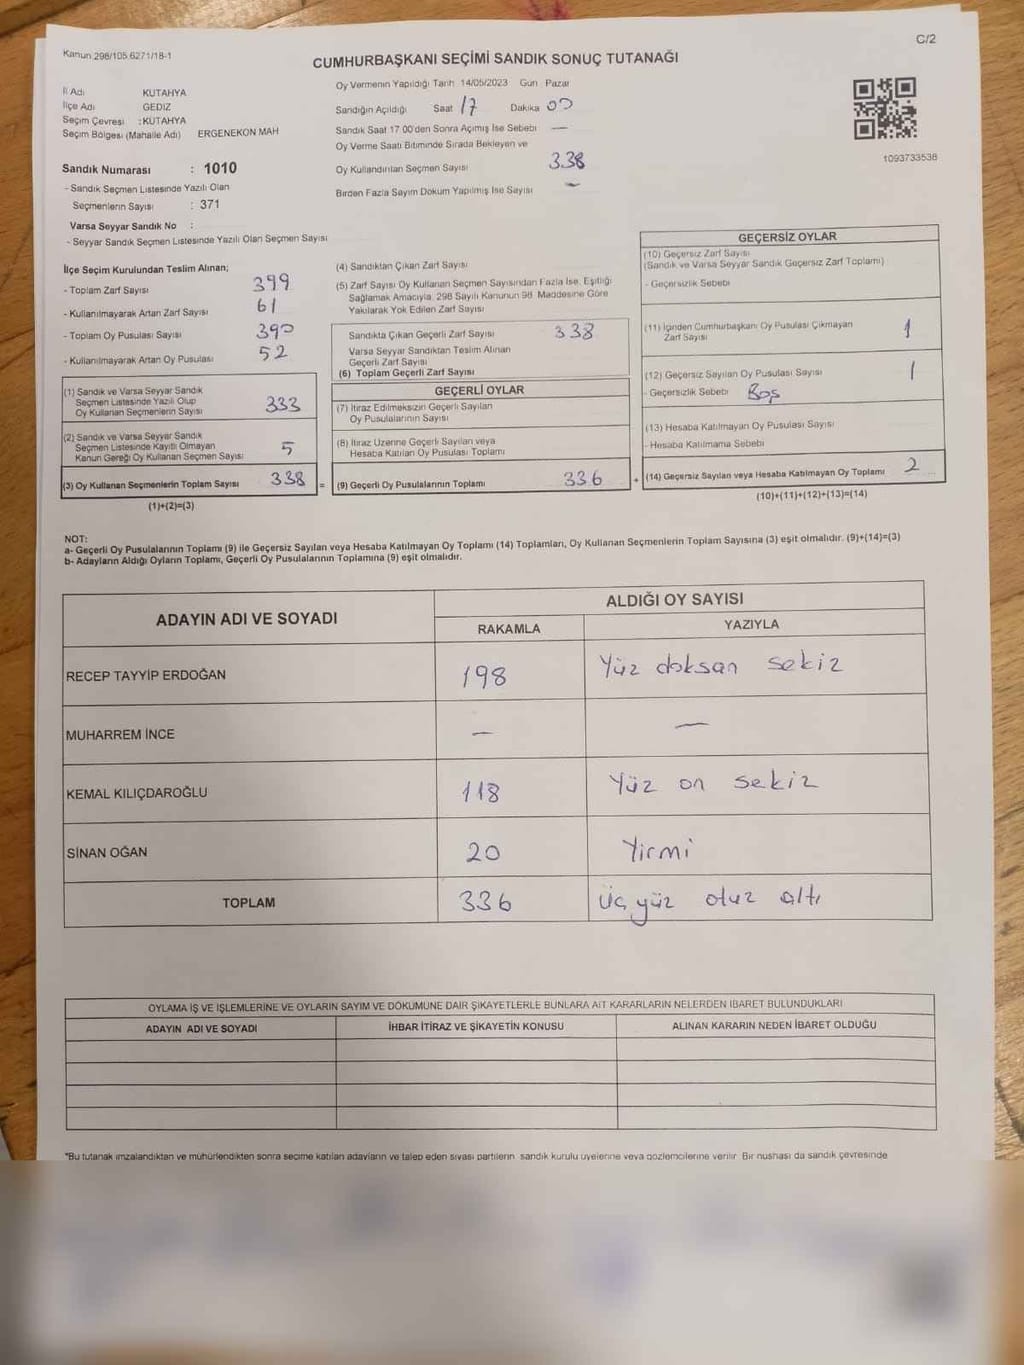 Kanun 298/105 6271/18-1
C/2
CUMHURBAŞKANI SEÇİMİ SANDIK SONUÇ TUTANAĞI
İl Adı KÜTAHYA
İlçe Adı GEDİZ
Seçim Çevresi : KÜTAHYA
Seçim Bölgesi (Mahalle Adı) ERGENEKON MAH
Sandık Numarası : 1010
- Sandık Seçmen Listesinde Yazılı Olan
Seçmenlerin Sayısı : 371
Varsa Seyyar Sandık No :
- Seyyar Sandık Seçmen Listesinde Yazılı Olan Seçmen Sayısı
Oy Vermenin Yapıldığı Tarih 14/05/2023 Gün Pazar
Sandığın Açıldığı Saat 17 Dakika 00
Sandık Saat 17 00'den Sonra Açılmış İse Sebebi —
Oy Verme Saati Bitiminde Sırada Bekleyen ve
Oy Kullandırılan Seçmen Sayısı 338
Birden Fazla Sayım Döküm Yapılmış İse Sayısı —
1093733538
İlçe Seçim Kurulundan Teslim Alınan;
- Toplam Zarf Sayısı 399
- Kullanılmayarak Artan Zarf Sayısı 61
- Toplam Oy Pusulası Sayısı 390
- Kullanılmayarak Artan Oy Pusulası 52
(1) Sandık ve Varsa Seyyar Sandık
Seçmen Listesinde Yazılı Olup
Oy Kullanan Seçmenlerin Sayısı 333
(2) Sandık ve Varsa Seyyar Sandık
Seçmen Listesinde Kayıtlı Olmayan
Kanun Gereği Oy Kullanan Seçmen Sayısı 5
(3) Oy Kullanan Seçmenlerin Toplam Sayısı 338 =
(1)+(2)=(3)
(4) Sandıktan Çıkan Zarf Sayısı
(5) Zarf Sayısı Oy Kullanan Seçmen Sayısından Fazla İse, Eşitliği
Sağlamak Amacıyla, 298 Sayılı Kanunun 98 Maddesine Göre
Yakılarak Yok Edilen Zarf Sayısı
Sandıkta Çıkan Geçerli Zarf Sayısı 338
Varsa Seyyar Sandıktan Teslim Alınan
Geçerli Zarf Sayısı
(6) Toplam Geçerli Zarf Sayısı
GEÇERLİ OYLAR
(7) İtiraz Edilmeksizin Geçerli Sayılan
Oy Pusulalarının Sayısı
(8) İtiraz Üzerine Geçerli Sayılan veya
Hesaba Katılan Oy Pusulası Toplamı
(9) Geçerli Oy Pusulalarının Toplamı 336 +
GEÇERSİZ OYLAR
(10) Geçersiz Zarf Sayısı
(Sandık ve Varsa Seyyar Sandık Geçersiz Zarf Toplamı)
- Geçersizlik Sebebi
(11) İçinden Cumhurbaşkanı Oy Pusulası Çıkmayan
Zarf Sayısı 1
(12) Geçersiz Sayılan Oy Pusulası Sayısı 1
- Geçersizlik Sebebi Boş
(13) Hesaba Katılmayan Oy Pusulası Sayısı
- Hesaba Katılmama Sebebi
(14) Geçersiz Sayılan veya Hesaba Katılmayan Oy Toplamı 2
(10)+(11)+(12)+(13)=(14)
NOT:
a- Geçerli Oy Pusulalarının Toplamı (9) ile Geçersiz Sayılan veya Hesaba Katılmayan Oy Toplamı (14) Toplamları, Oy Kullanan Seçmenlerin Toplam Sayısına (3) eşit olmalıdır. (9)+(14)=(3)
b- Adayların Aldığı Oyların Toplamı, Geçerli Oy Pusulalarının Toplamına (9) eşit olmalıdır.
ADAYIN ADI VE SOYADI
ALDIĞI OY SAYISI
RAKAMLA YAZIYLA
RECEP TAYYİP ERDOĞAN 198 Yüz doksan sekiz
MUHARREM İNCE — —
KEMAL KILIÇDAROĞLU 118 Yüz on sekiz
SİNAN OĞAN 20 Yirmi
TOPLAM 336 üç yüz otuz altı
OYLAMA İŞ VE İŞLEMLERİNE VE OYLARIN SAYIM VE DÖKÜMÜNE DAİR ŞİKAYETLERLE BUNLARA AİT KARARLARIN NELERDEN İBARET BULUNDUKLARI
ADAYIN ADI VE SOYADI İHBAR İTİRAZ VE ŞİKAYETİN KONUSU ALINAN KARARIN NEDEN İBARET OLDUĞU
*Bu tutanak imzalandıktan ve mühürlendikten sonra seçime katılan adayların ve talep eden siyasi partilerin sandık kurulu üyelerine veya gözlemcilerine verilir Bir nüshası da sandık çevresinde